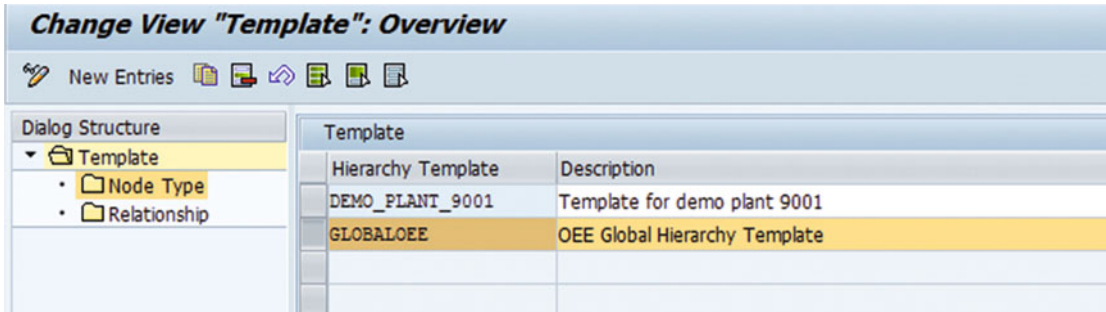 Change View "Template": Overview
New Entries
Dialog Structure
Template
Node Type
Relationship
Template
Hierarchy Template Description
DEMO_PLANT_9001 Template for demo plant 9001
GLOBALOEE OEE Global Hierarchy Template